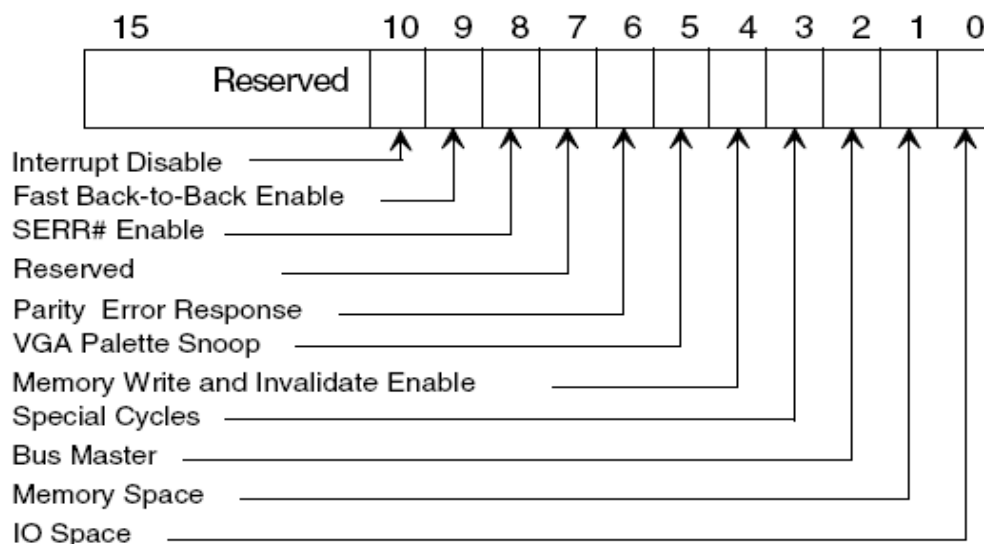 15 10 9 8 7 6 5 4 3 2 1 0
Reserved
Interrupt Disable
Fast Back-to-Back Enable
SERR# Enable
Reserved
Parity Error Response
VGA Palette Snoop
Memory Write and Invalidate Enable
Special Cycles
Bus Master
Memory Space
IO Space